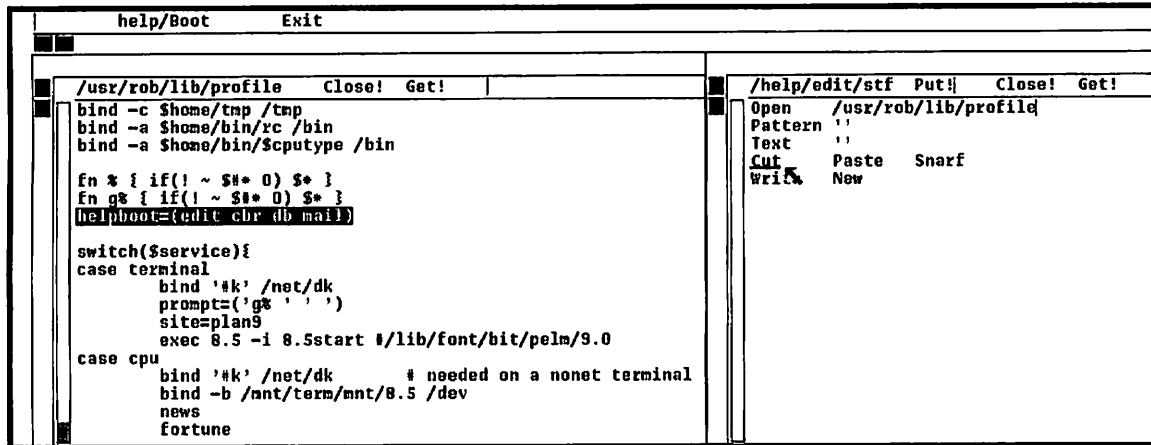 help/Boot Exit
/usr/rob/lib/profile Close! Get!
bind -c $home/tmp /tmp
bind -a $home/bin/rc /bin
bind -a $home/bin/$cputype /bin
fn % { if(! ~ $#* 0) $* }
fn g% { if(! ~ $#* 0) $* }
helpboot=(edit cbr db mail)
switch($service){
case terminal
bind '#k' /net/dk
prompt=('g% ' ' ')
site=plan9
exec 8.5 -i 8.5start #/lib/font/bit/pelm/9.0
case cpu
bind '#k' /net/dk # needed on a nonet terminal
bind -b /mnt/term/mnt/8.5 /dev
news
fortune
/help/edit/stf Put! Close! Get!
Open /usr/rob/lib/profile
Pattern ''
Text ''
Cut Paste Snarf
Write New